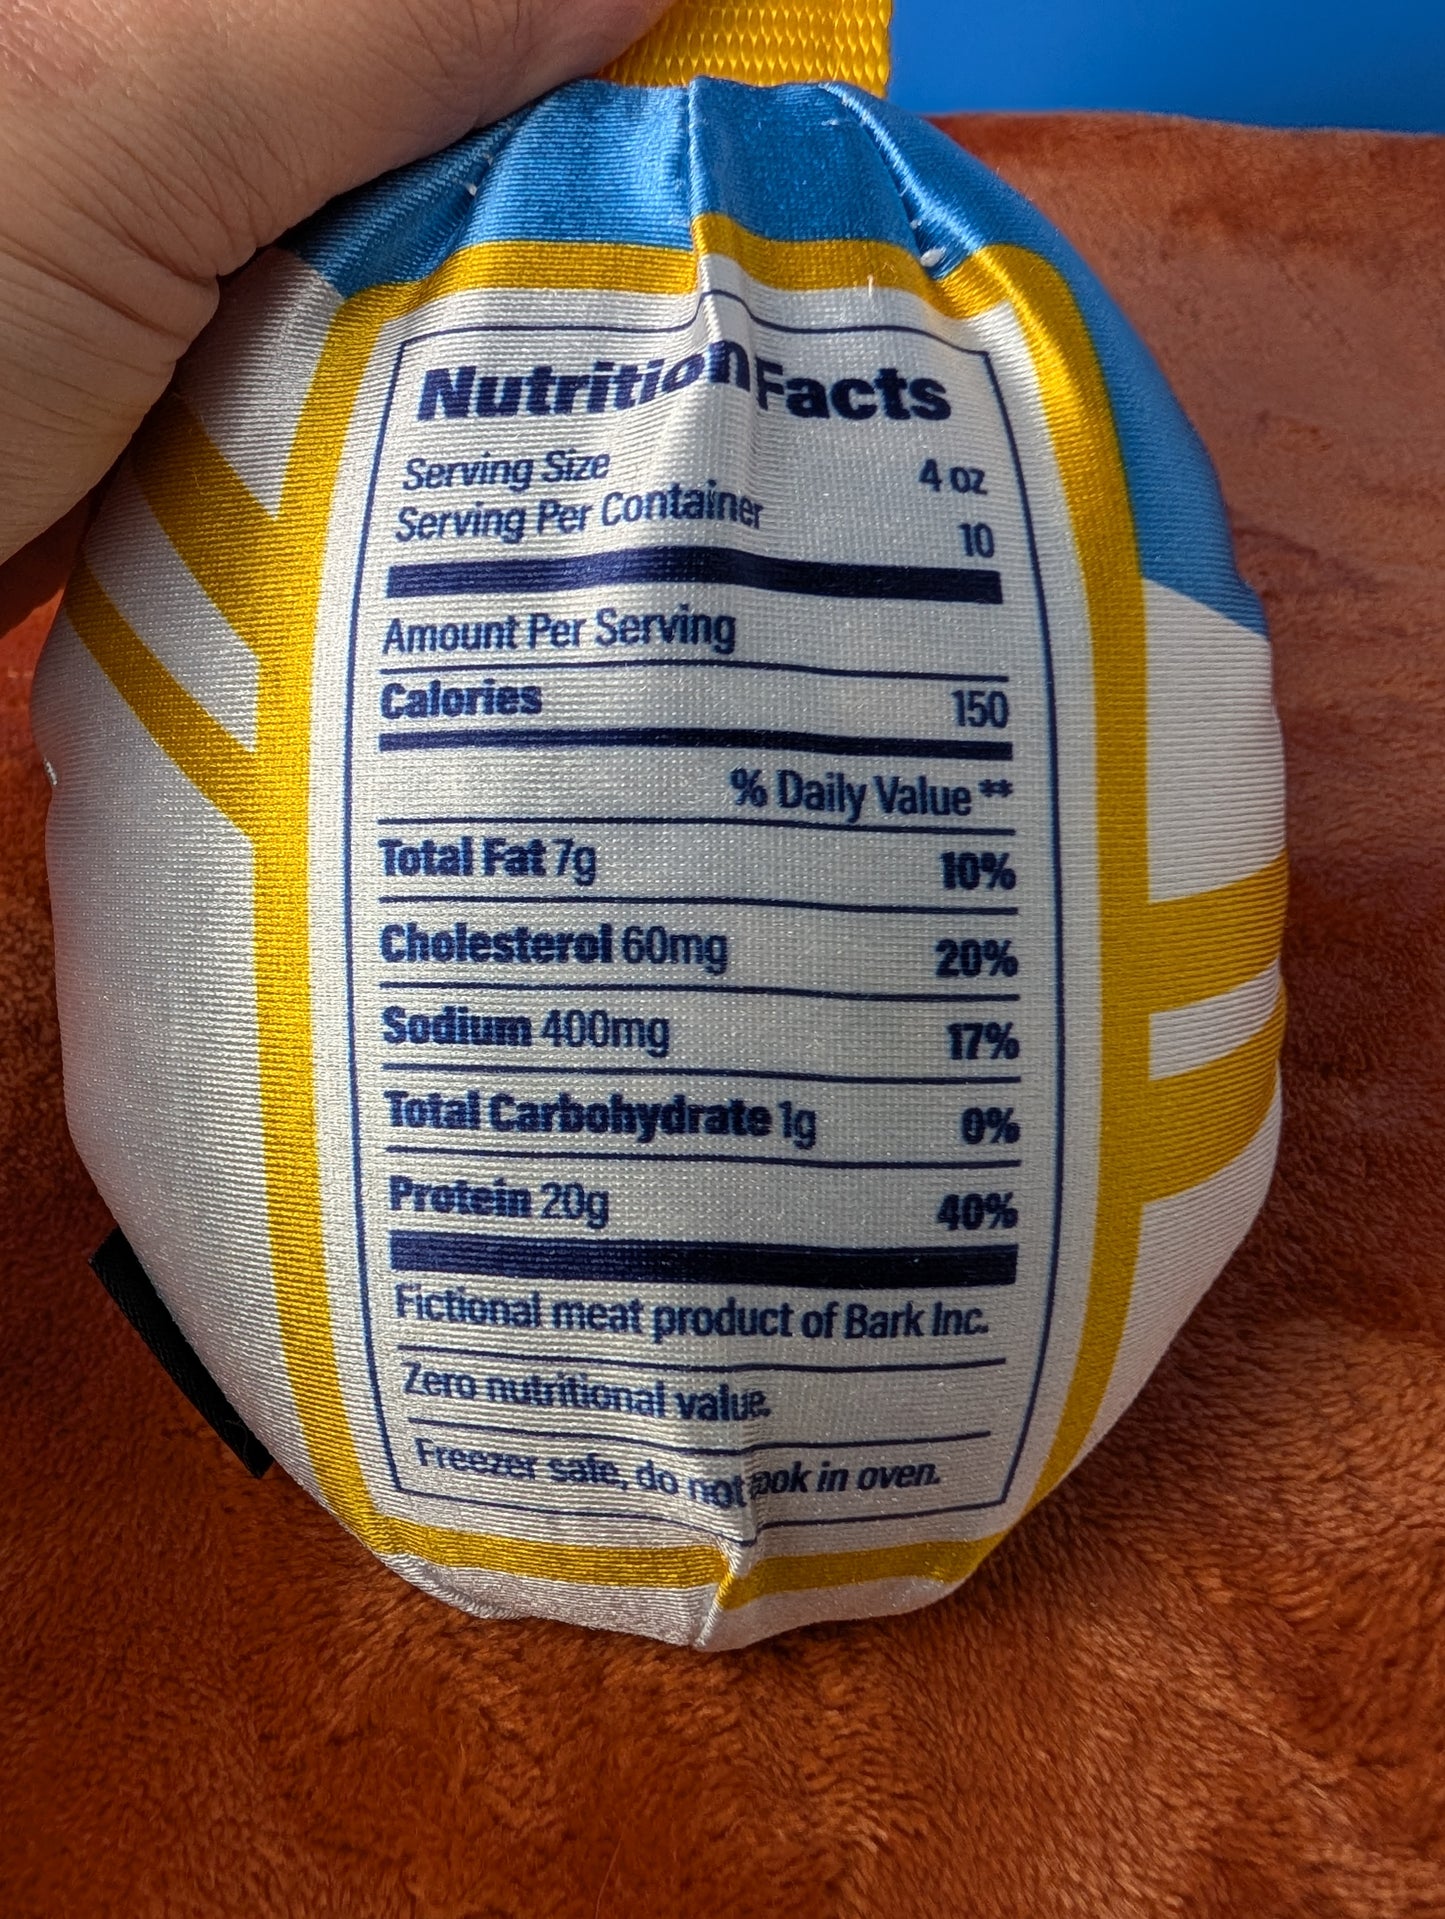 Nutrition Facts
Serving Size 4 oz
Serving Per Container 10
Amount Per Serving
Calories 150
% Daily Value **
Total Fat 7g 10%
Cholesterol 60mg 20%
Sodium 400mg 17%
Total Carbohydrate 1g 0%
Protein 20g 40%
Fictional meat product of Bark Inc.
Zero nutritional value.
Freezer safe, do not ook in oven.